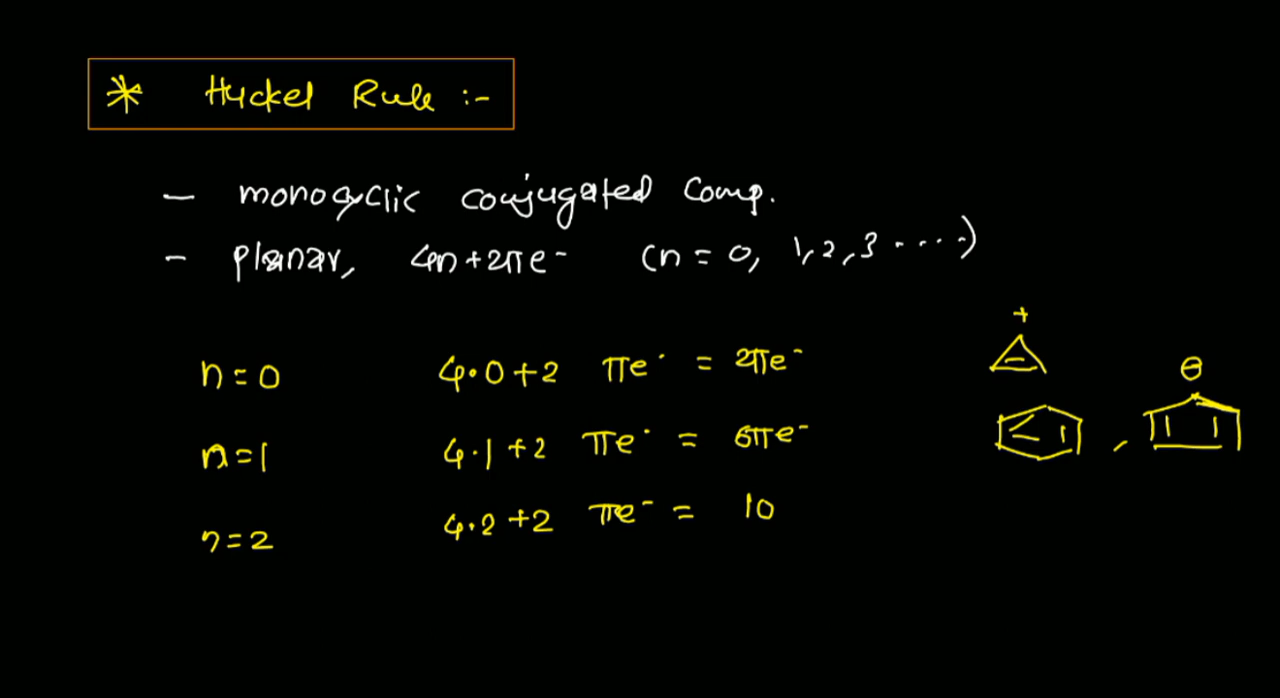 * Huckel Rule :-
– monocyclic conjugated comp.
– planar, 4n+2πe⁻ (n = 0, 1, 2, 3 ....)
n = 0 4·0+2 πe⁻ = 2πe⁻
+
n = 1 4·1+2 πe⁻ = 6πe⁻
⊖
,
n = 2 4·2+2 πe⁻ = 10